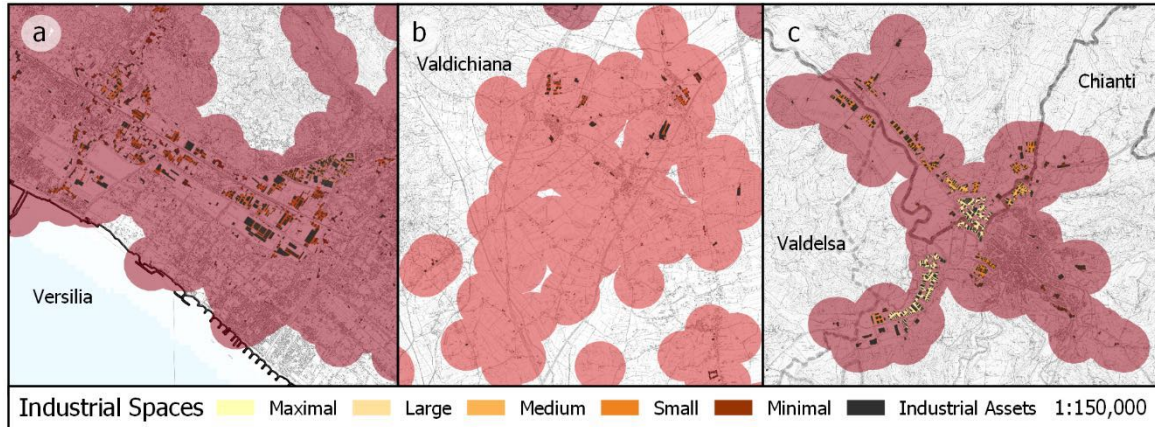 a
b
c
Valdichiana
Chianti
Valdelsa
Versilia
Industrial Spaces Maximal Large Medium Small Minimal Industrial Assets 1:150,000